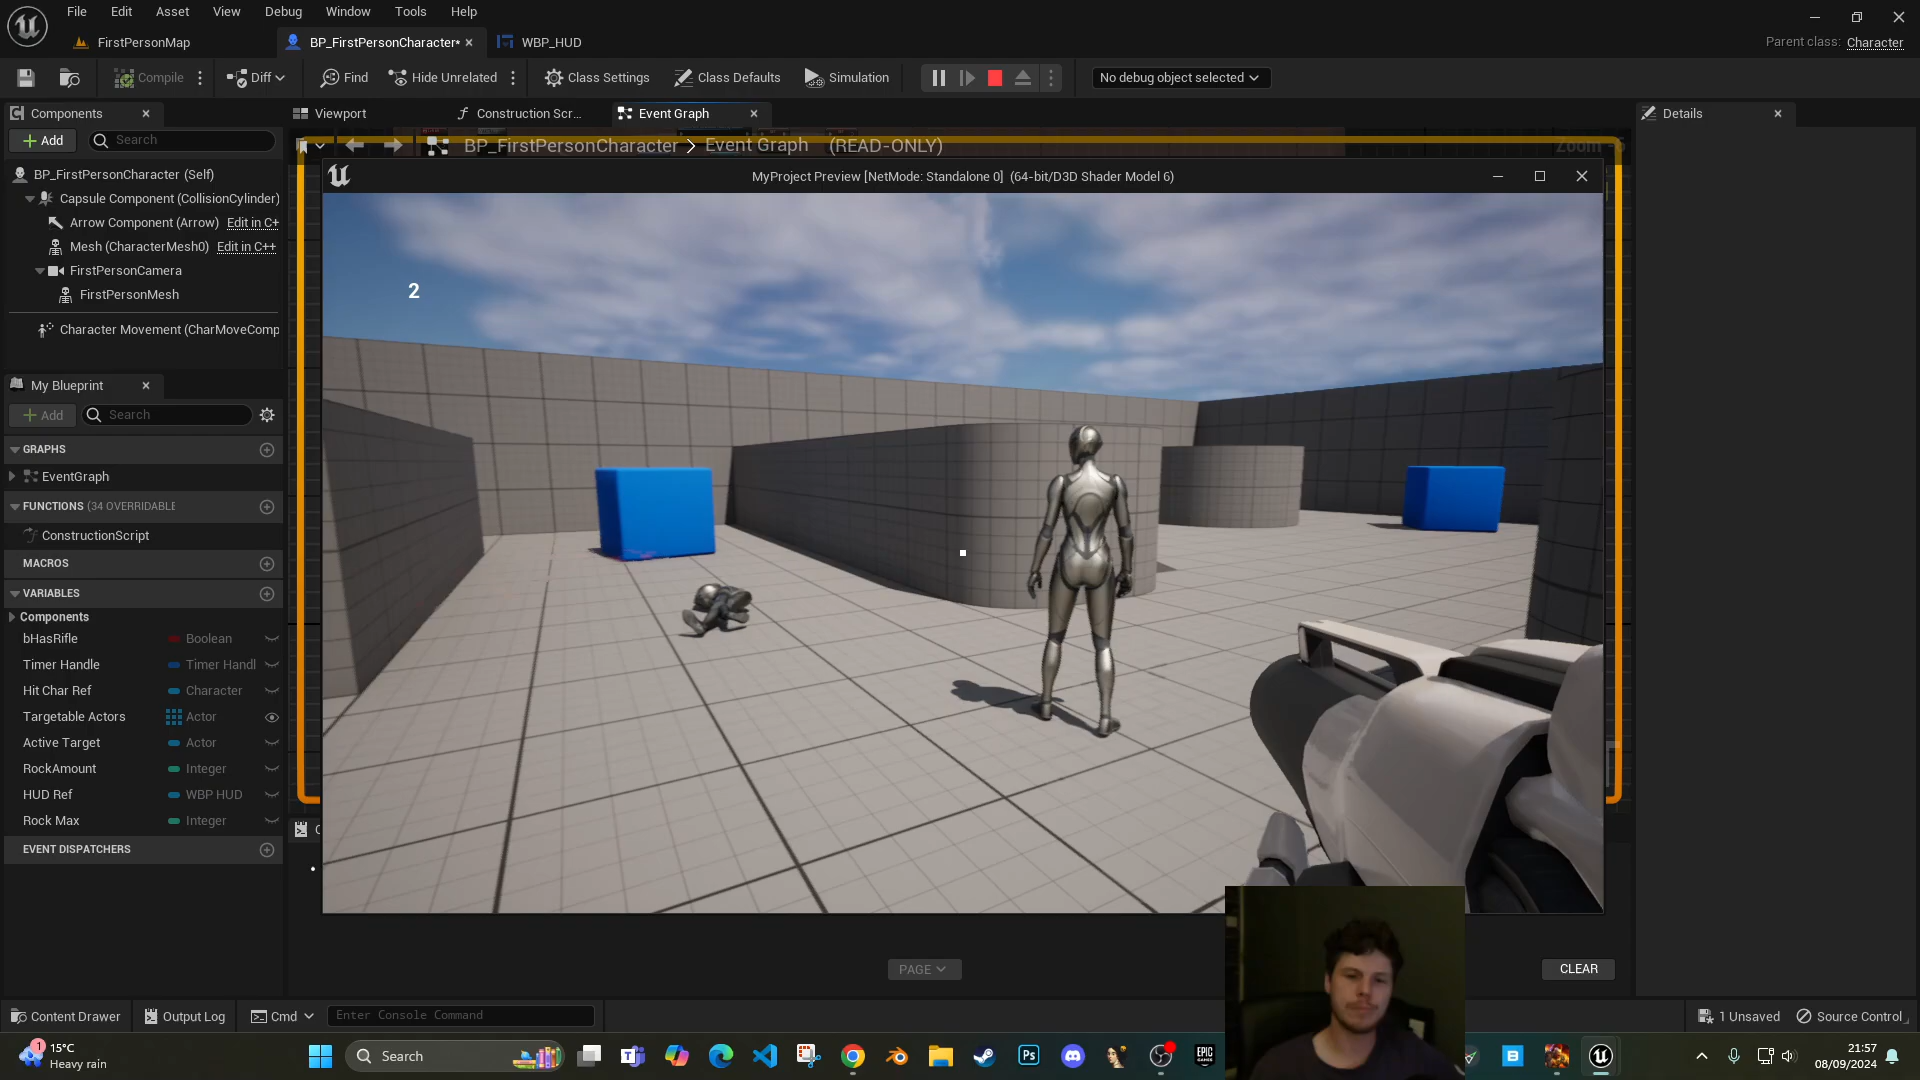 File Edit Asset View Debug Window Tools Help
FirstPersonMap BP_FirstPersonCharacter* WBP_HUD
Parent class: Character
Compile Diff Find Hide Unrelated Class Settings Class Defaults Simulation No debug object selected
Components Viewport Construction Scr... Event Graph Details
Add Search
BP_FirstPersonCharacter > Event Graph (READ-ONLY)
BP_FirstPersonCharacter (Self)
MyProject Preview [NetMode: Standalone 0] (64-bit/D3D Shader Model 6)
Capsule Component (CollisionCylinder)
Arrow Component (Arrow) Edit in C+
Mesh (CharacterMesh0) Edit in C++
FirstPersonCamera
FirstPersonMesh
2
Character Movement (CharMoveComp
My Blueprint
Add Search
GRAPHS
EventGraph
FUNCTIONS (34 OVERRIDABLE
ConstructionScript
MACROS
VARIABLES
Components
bHasRifle Boolean
Timer Handle Timer Handl
Hit Char Ref Character
Targetable Actors Actor
Active Target Actor
RockAmount Integer
HUD Ref WBP HUD
Rock Max Integer
EVENT DISPATCHERS
PAGE
CLEAR
Content Drawer Output Log Cmd Enter Console Command 1 Unsaved Source Control
1 15°C
Heavy rain
Search
Ps
EPIC
GAMES
B
21:57
08/09/2024